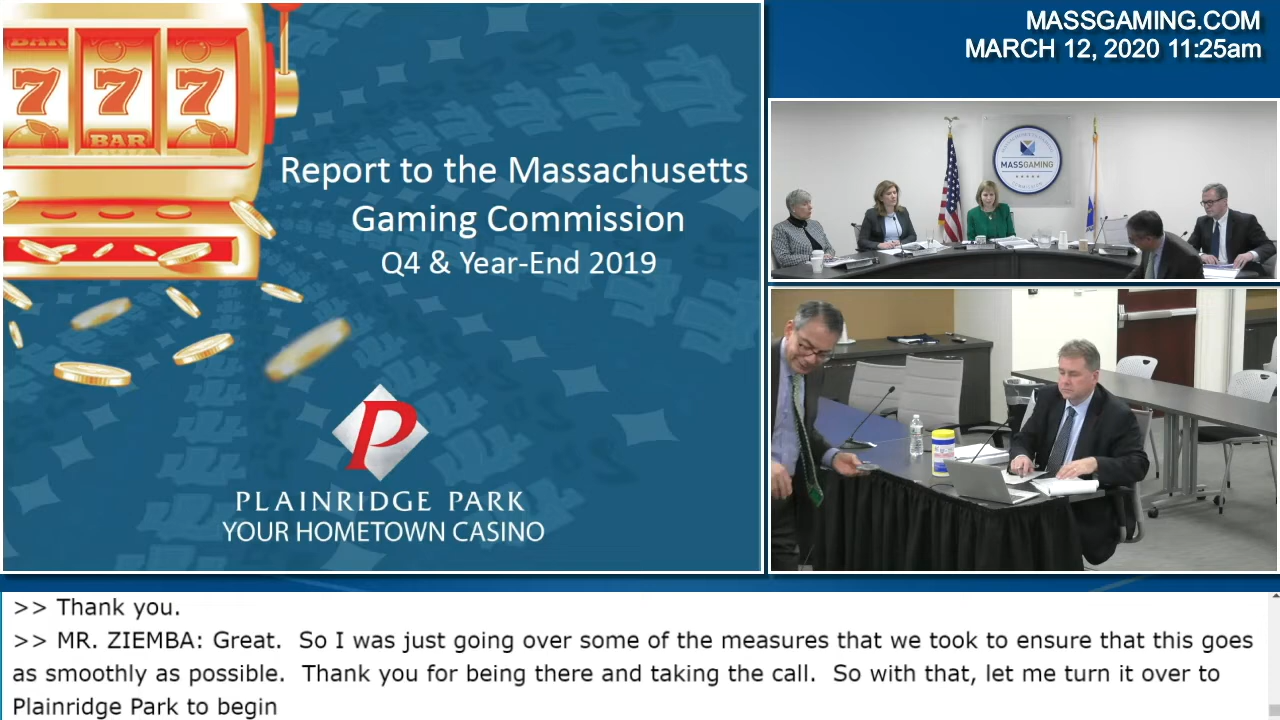 BAR
7 7 7
BAR
Report to the Massachusetts
Gaming Commission
Q4 & Year-End 2019
P
PLAINRIDGE PARK
YOUR HOMETOWN CASINO
MASSGAMING.COM
MARCH 12, 2020 11:25am
MASSGAMING
>> Thank you.
>> MR. ZIEMBA: Great.  So I was just going over some of the measures that we took to ensure that this goes
as smoothly as possible.  Thank you for being there and taking the call.  So with that, let me turn it over to
Plainridge Park to begin